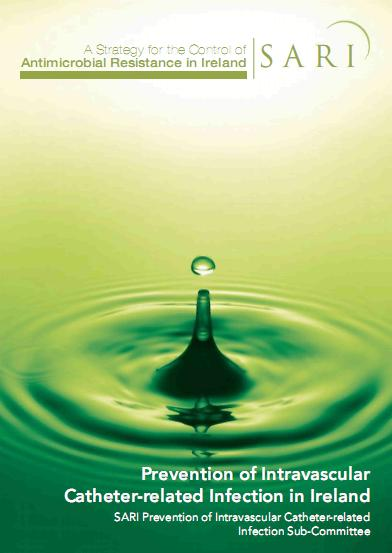 A Strategy for the Control of
Antimicrobial Resistance in Ireland
SARI
Prevention of Intravascular
Catheter-related Infection in Ireland
SARI Prevention of Intravascular Catheter-related
Infection Sub-Committee